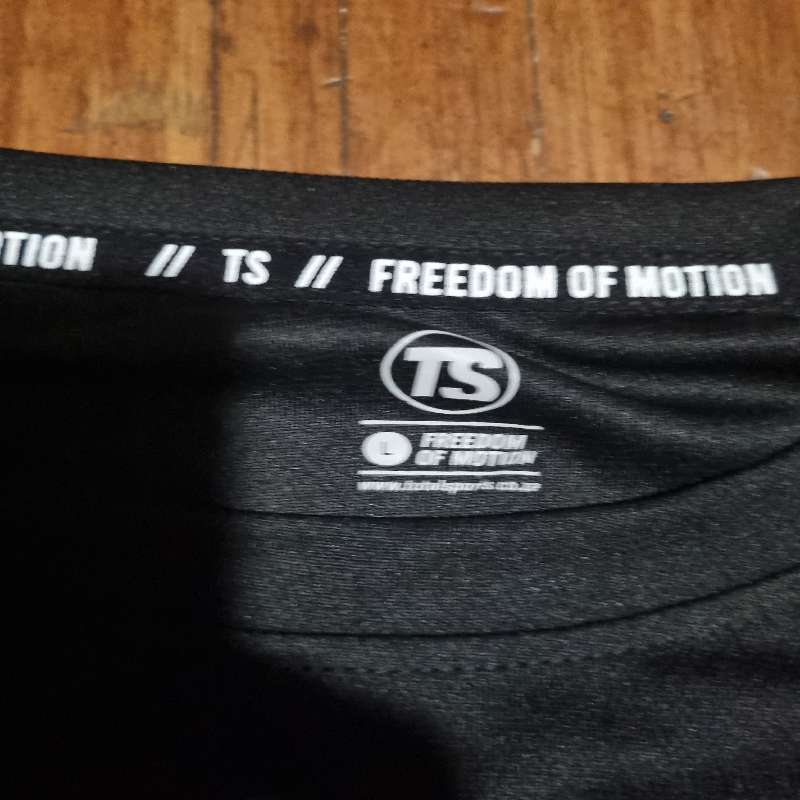 OTION // TS // FREEDOM OF MOTION
TS
L FREEDOM
OF MOTION
www.totalsports.co.za